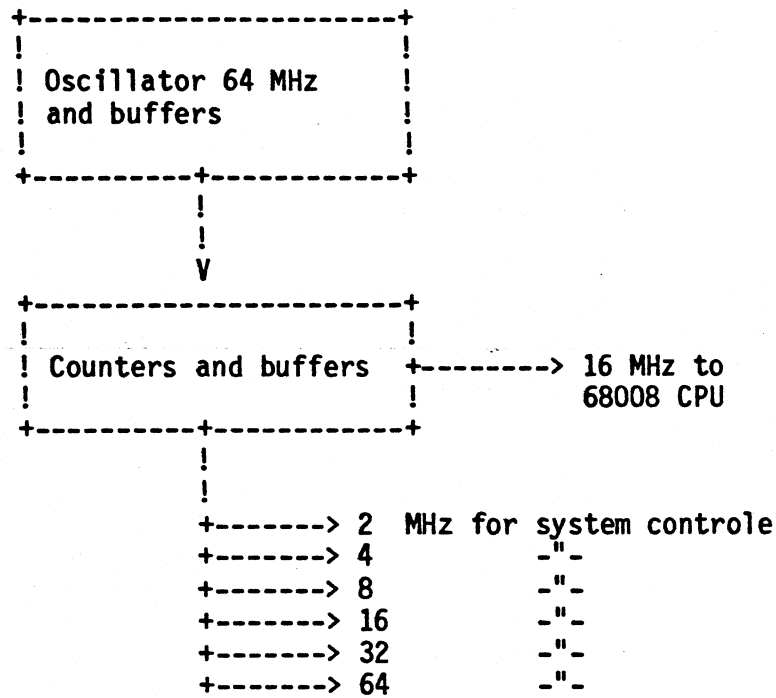 Oscillator 64 MHz
and buffers
V
Counters and buffers
--------> 16 MHz to
68008 CPU
+-------> 2 MHz for system controle
+-------> 4 -"-
+-------> 8 -"-
+-------> 16 -"-
+-------> 32 -"-
+-------> 64 -"-